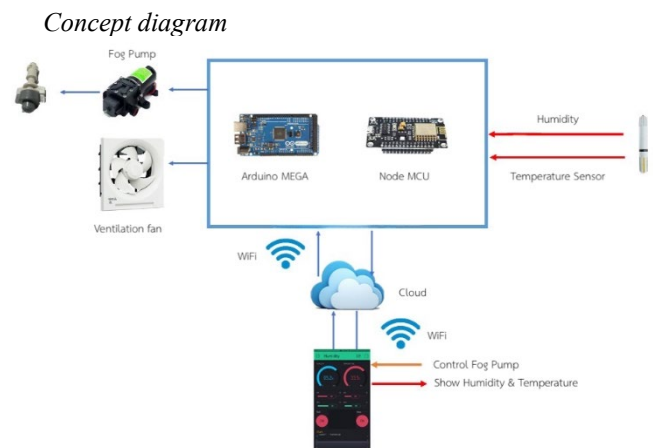 Concept diagram
Fog Pump
Humidity
Arduino MEGA
Node MCU
Temperature Sensor
Ventilation fan
WiFi
Cloud
WiFi
Control Fog Pump
Show Humidity & Temperature